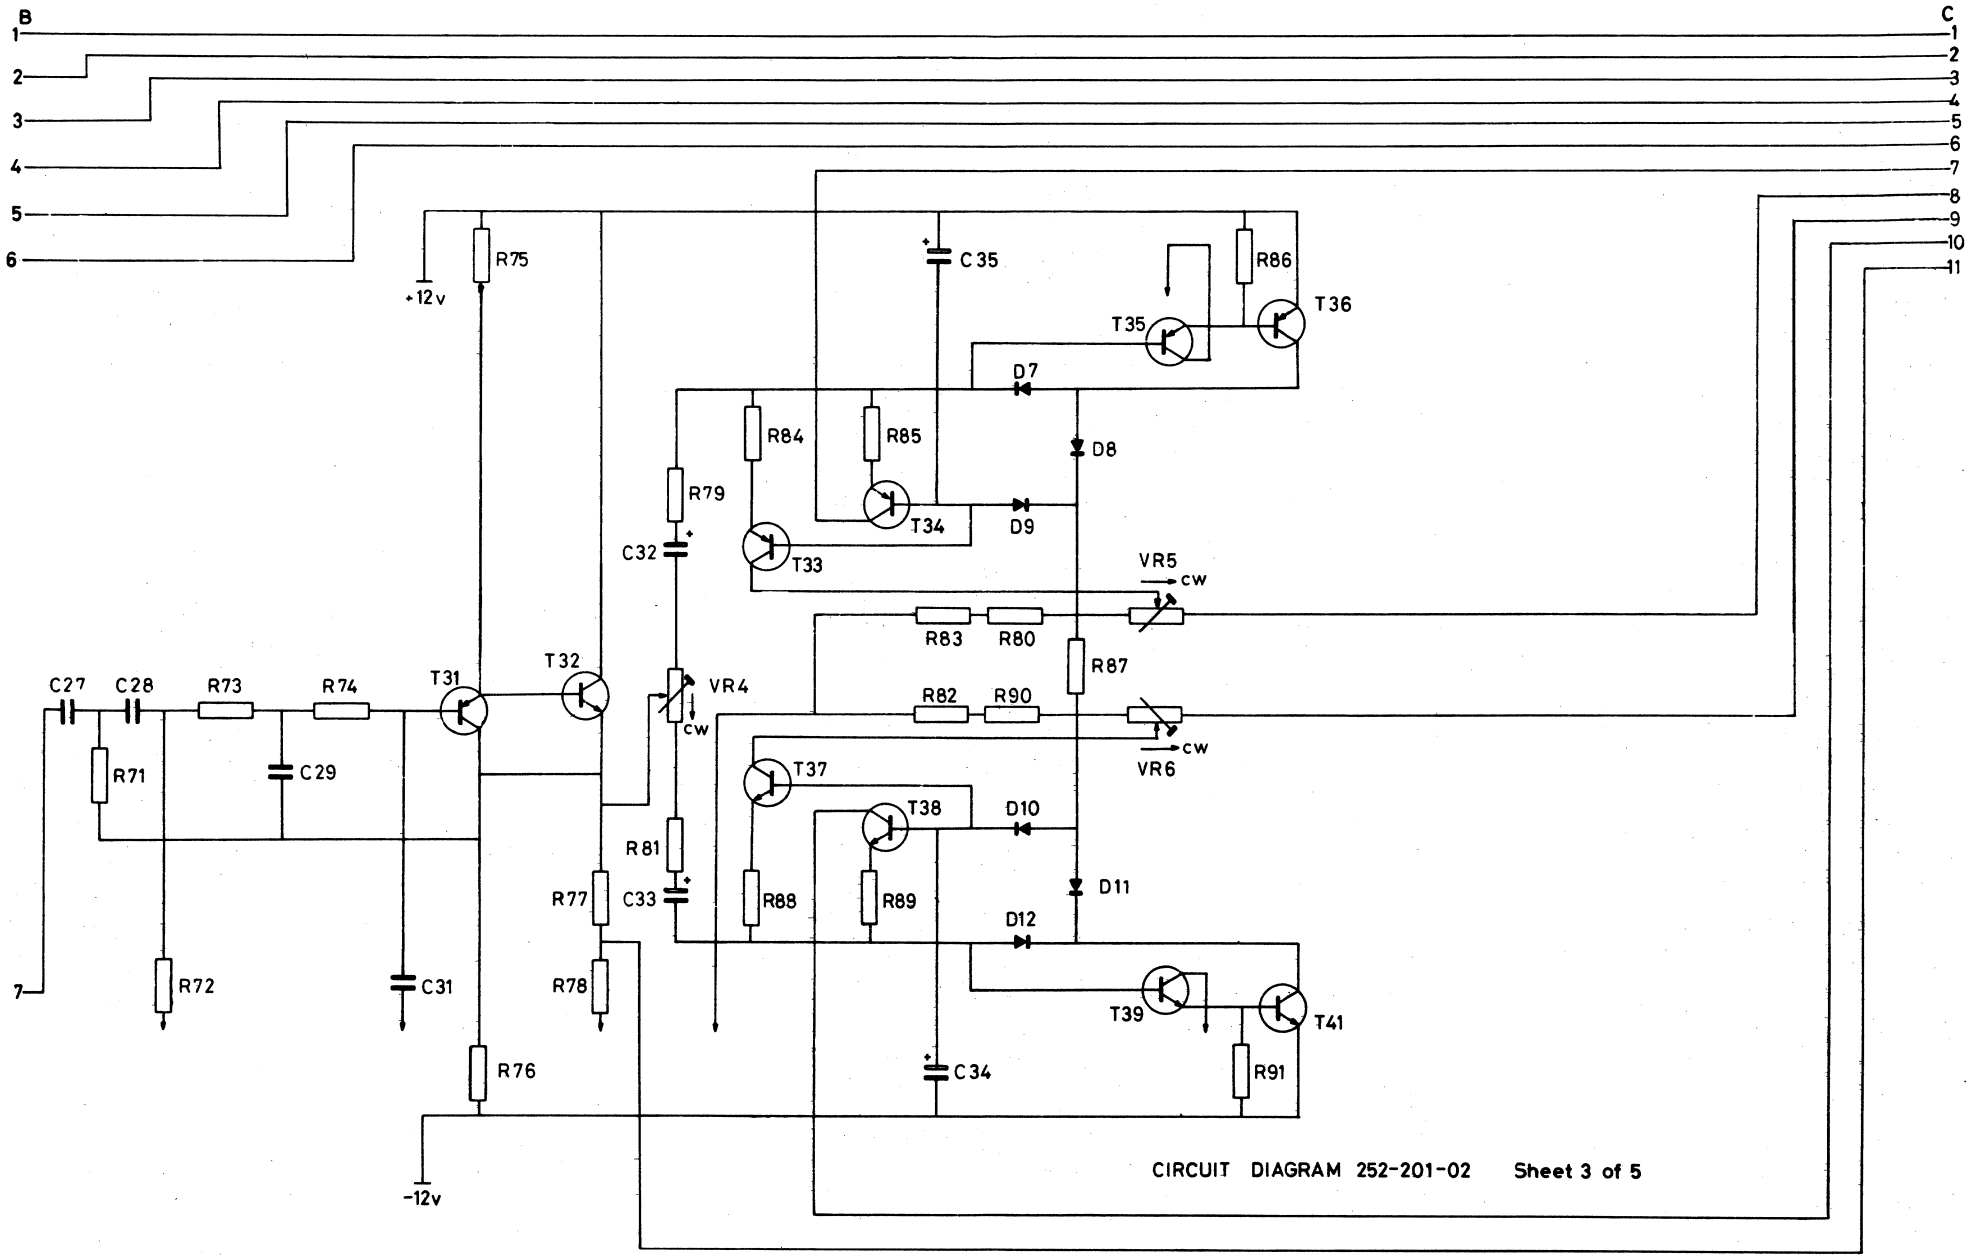 B
C
1
1
2
2
3
3
4
4
5
5
6
6
7
8
9
10
11
R75
+12v
+
C35
R86
T35
T36
D7
R84
R85
D8
R79
T34
D9
C32
+
T33
VR5
CW
R83
R80
R87
T31
T32
VR4
CW
C27
C28
R73
R74
R82
R90
CW
VR6
R71
C29
T37
T38
D10
R81
R77
C33
+
R88
R89
D11
D12
7
R72
C31
R78
T39
T41
R76
+
C34
R91
-12v
CIRCUIT DIAGRAM 252-201-02 Sheet 3 of 5